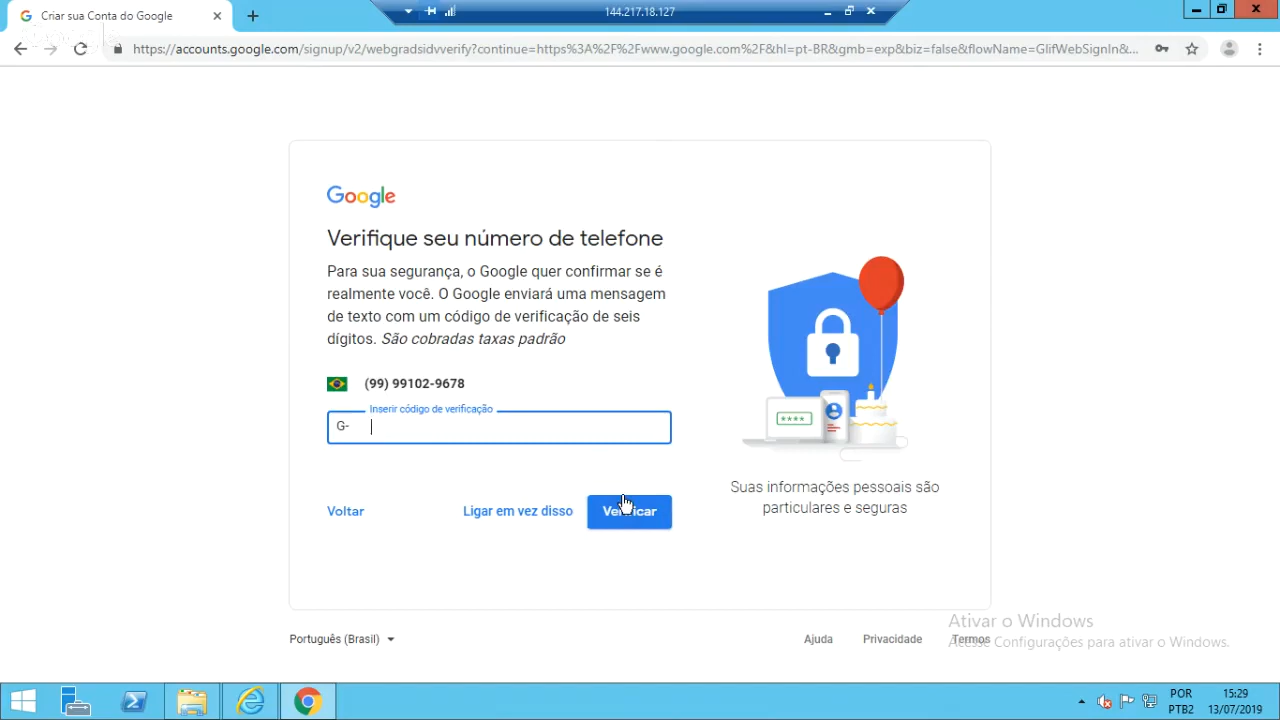 Criar sua Conta do Google
144.217.18.127
https://accounts.google.com/signup/v2/webgradsidvverify?continue=https%3A%2F%2Fwww.google.com%2F&hl=pt-BR&gmb=exp&biz=false&flowName=GlifWebSignIn&...
Google
Verifique seu número de telefone
Para sua segurança, o Google quer confirmar se é
realmente você. O Google enviará uma mensagem
de texto com um código de verificação de seis
dígitos. São cobradas taxas padrão
(99) 99102-9678
Inserir código de verificação
G-
Voltar
Ligar em vez disso
Verificar
****
Suas informações pessoais são
particulares e seguras
Português (Brasil)
Ajuda
Privacidade
Termos
Ativar o Windows
Acesse Configurações para ativar o Windows.
POR
PTB2
15:29
13/07/2019